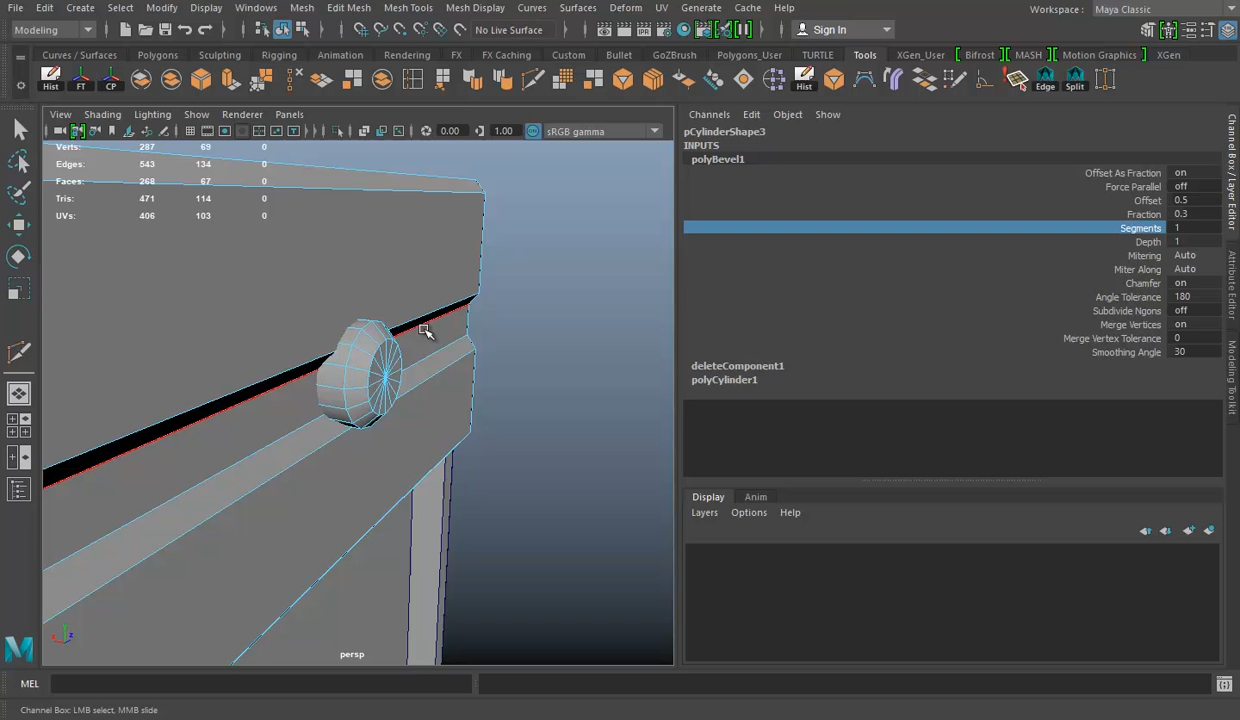 File Edit Create Select Modify Display Windows Mesh Edit Mesh Mesh Tools Mesh Display Curves Surfaces Deform UV Generate Cache Help Workspace : Maya Classic
Modeling No Live Surface Sign In
Curves / Surfaces Polygons Sculpting Rigging Animation Rendering FX FX Caching Custom Bullet GoZBrush Polygons_User TURTLE Tools XGen_User Bifrost MASH Motion Graphics XGen
Hist FT CP Hist Edge Split
View Shading Lighting Show Renderer Panels
0.00 1.00 sRGB gamma
Verts: 287 69 0
Edges: 543 134 0
Faces: 268 67 0
Tris: 471 114 0
UVs: 406 103 0
persp
Channels Edit Object Show
pCylinderShape3
INPUTS
polyBevel1
Offset As Fraction on
Force Parallel off
Offset 0.5
Fraction 0.3
Segments 1
Depth 1
Mitering Auto
Miter Along Auto
Chamfer on
Angle Tolerance 180
Subdivide Ngons off
Merge Vertices on
Merge Vertex Tolerance 0
Smoothing Angle 30
deleteComponent1
polyCylinder1
Display Anim
Layers Options Help
Channel Box / Layer Editor
Attribute Editor
Modeling Toolkit
MEL
Channel Box: LMB select, MMB slide